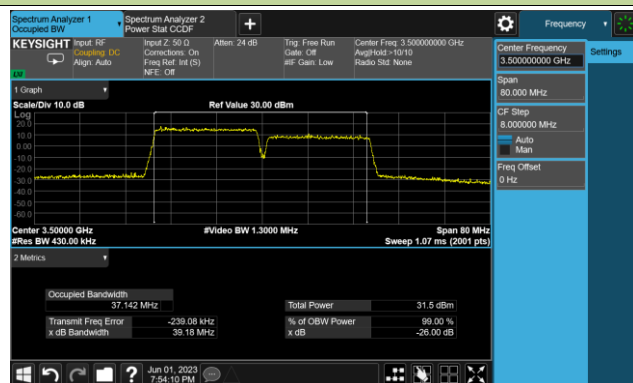 Spectrum Analyzer 1
Occupied BW
Spectrum Analyzer 2
Power Stat CCDF
Frequency
KEYSIGHT
Input: RF
Coupling: DC
Align: Auto
Input Z: 50 Ω
Corrections: On
Freq Ref: Int (S)
NFE: Off
Atten: 24 dB
Trig: Free Run
Gate: Off
#IF Gain: Low
Center Freq: 3.500000000 GHz
Avg|Hold:>10/10
Radio Std: None
LM
Center Frequency
3.500000000 GHz
Settings
Span
80.000 MHz
CF Step
8.000000 MHz
Auto
Man
Freq Offset
0 Hz
1 Graph
Scale/Div 10.0 dB
Ref Value 30.00 dBm
Log
20.0
10.0
0.00
-10.0
-20.0
-30.0
-40.0
-50.0
-60.0
Center 3.50000 GHz
#Video BW 1.3000 MHz
Span 80 MHz
#Res BW 430.00 kHz
Sweep 1.07 ms (2001 pts)
2 Metrics
Occupied Bandwidth
37.142 MHz
Total Power
31.5 dBm
Transmit Freq Error
-239.08 kHz
% of OBW Power
99.00 %
x dB Bandwidth
39.18 MHz
x dB
-26.00 dB
?
Jun 01, 2023
7:54:10 PM